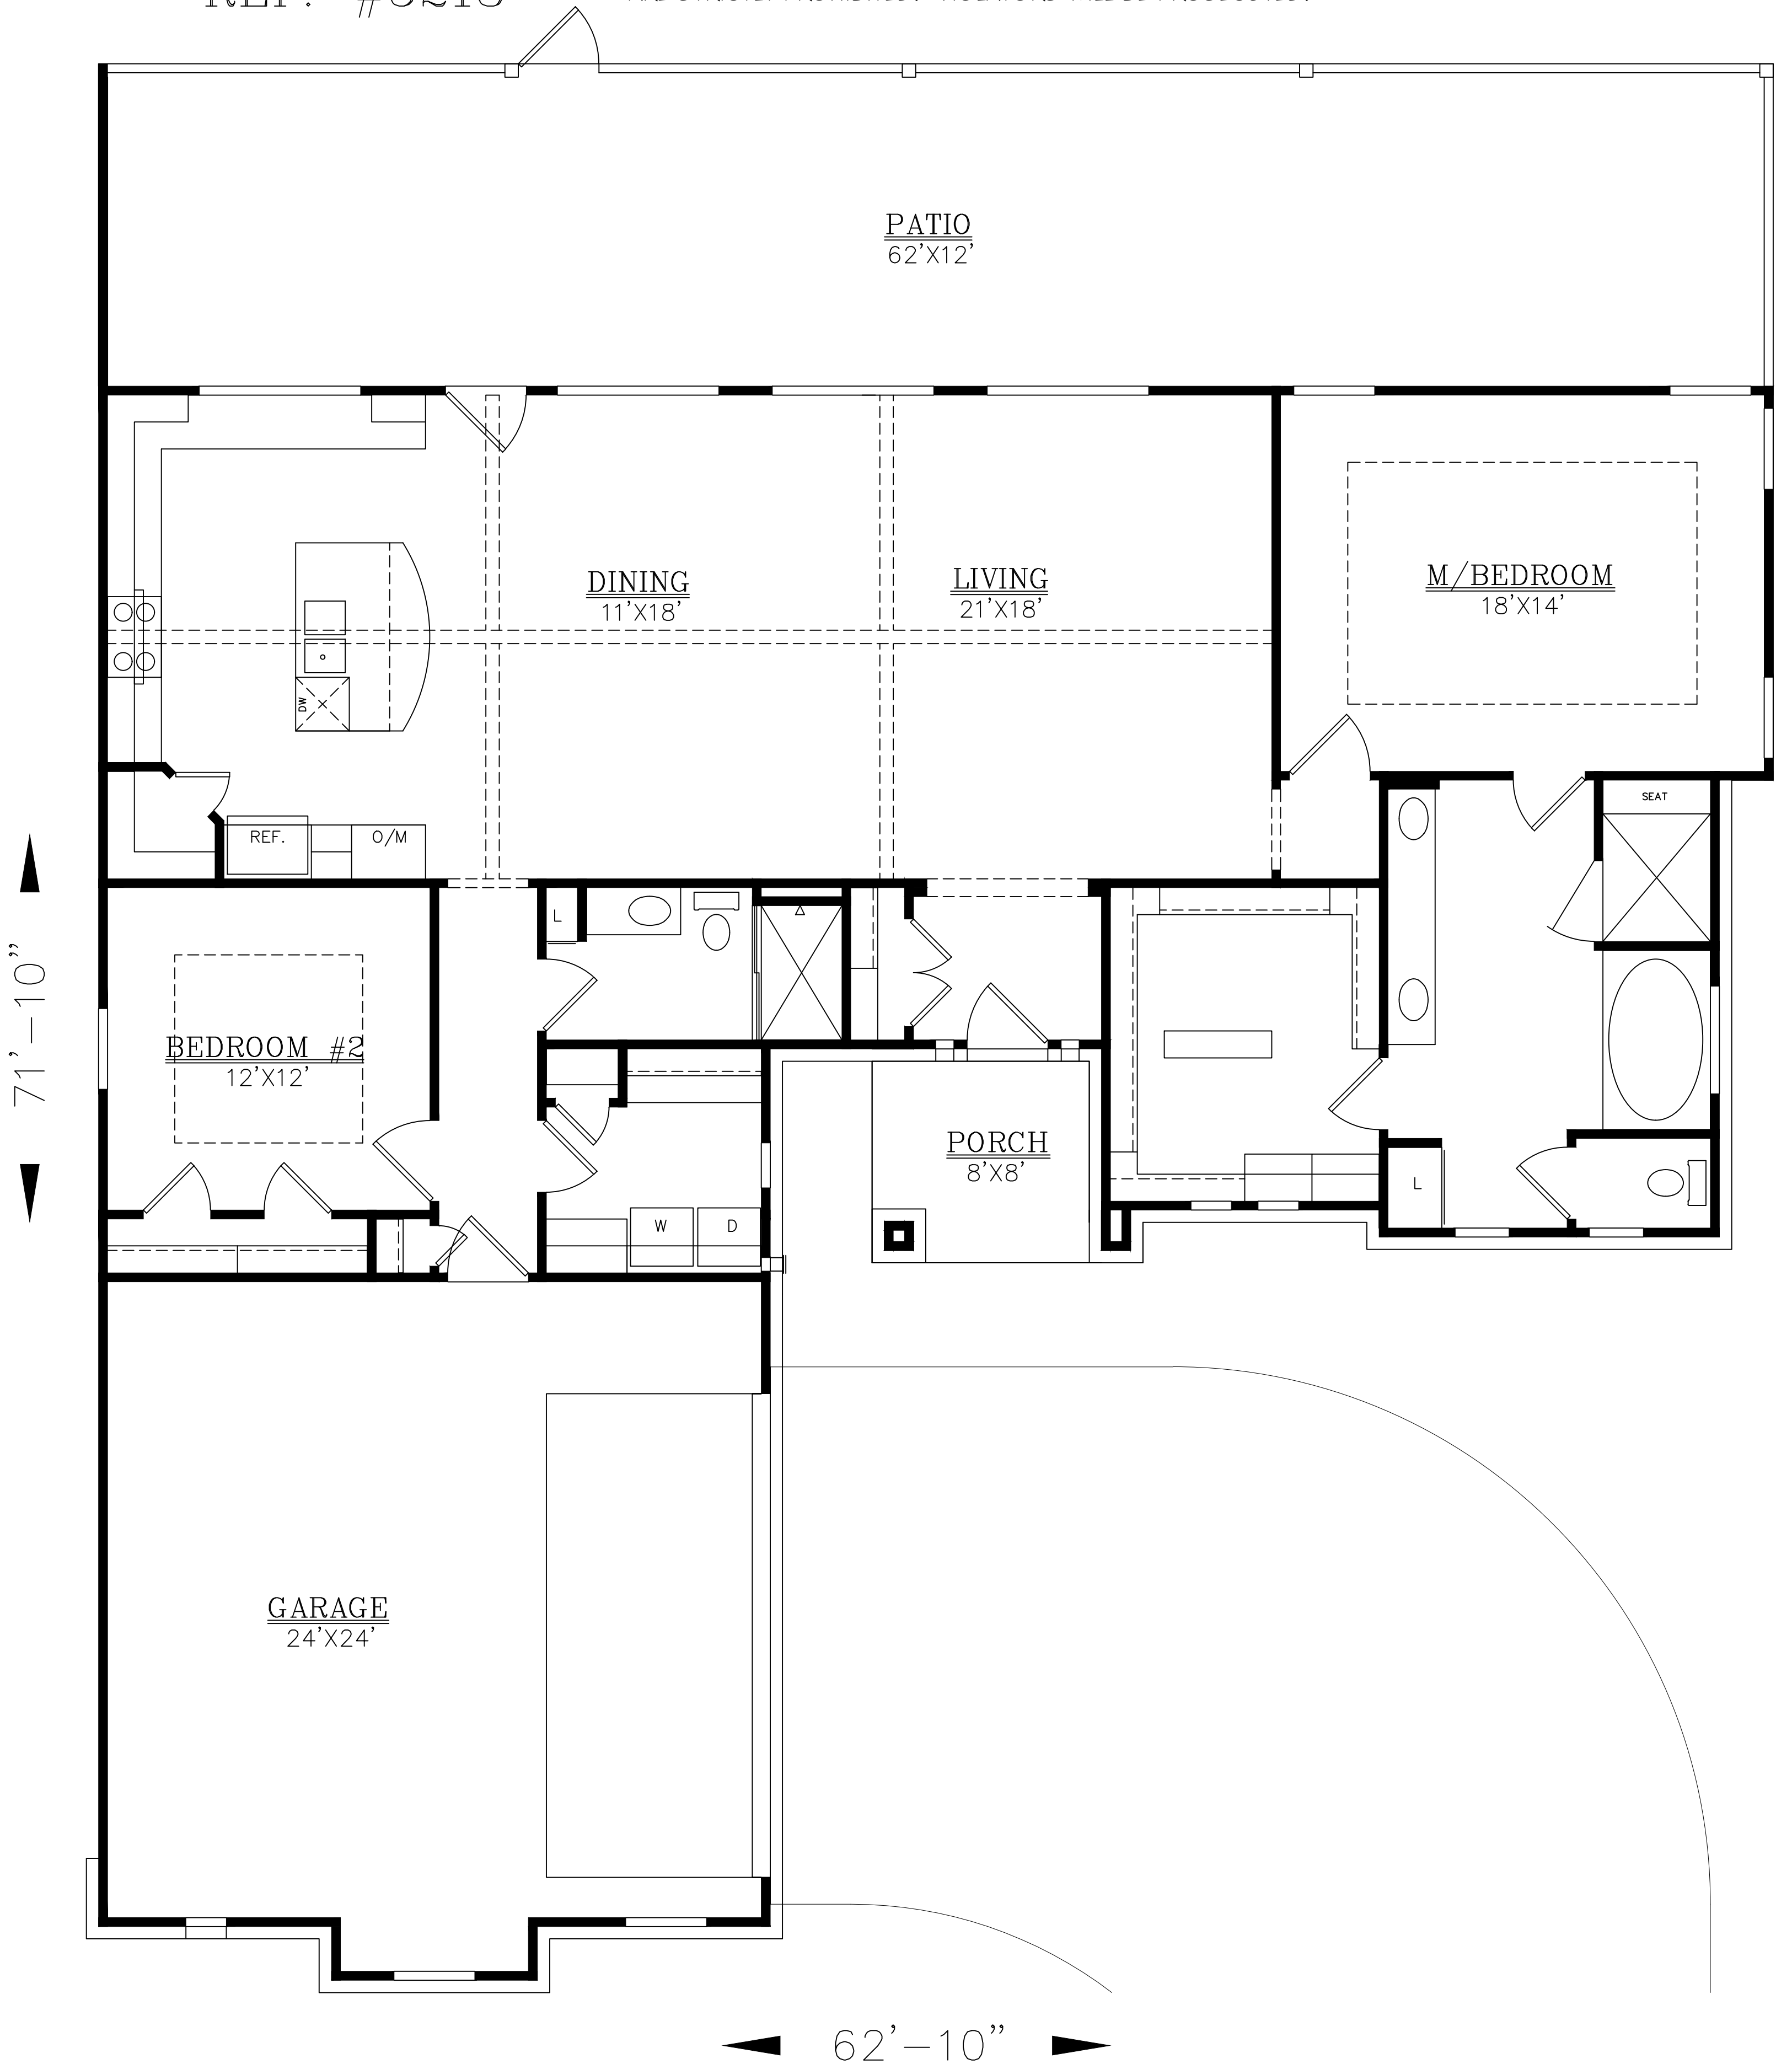 REF.
PATIO
62'X12'
DINING
11'X18'
LIVING
21'X18'
M/BEDROOM
18'X14'
DW
SEAT
REF.
O/M
L
BEDROOM #2
12'X12'
71'-10"
PORCH
8'X8'
L
W
D
GARAGE
24'X24'
62'-10"